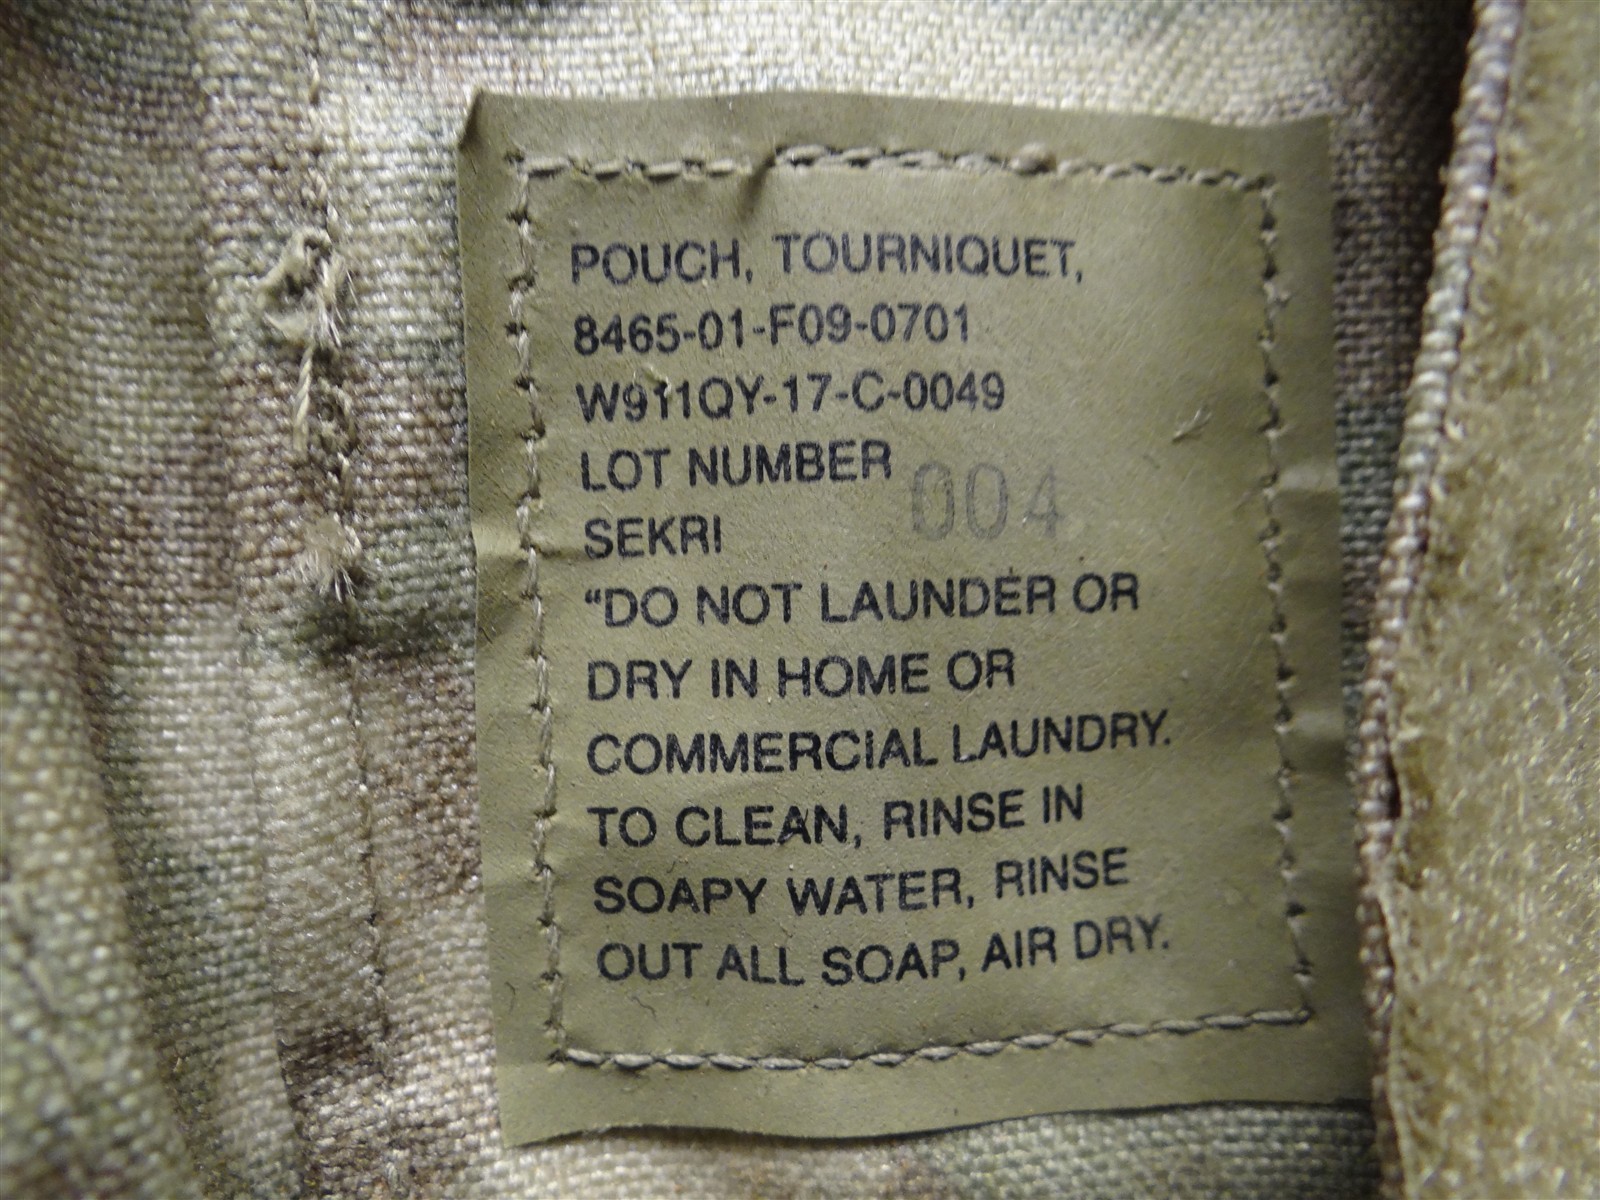 POUCH, TOURNIQUET,
8465-01-F09-0701
W911QY-17-C-0049
LOT NUMBER 004
SEKRI
“DO NOT LAUNDER OR
DRY IN HOME OR
COMMERCIAL LAUNDRY.
TO CLEAN, RINSE IN
SOAPY WATER, RINSE
OUT ALL SOAP, AIR DRY.